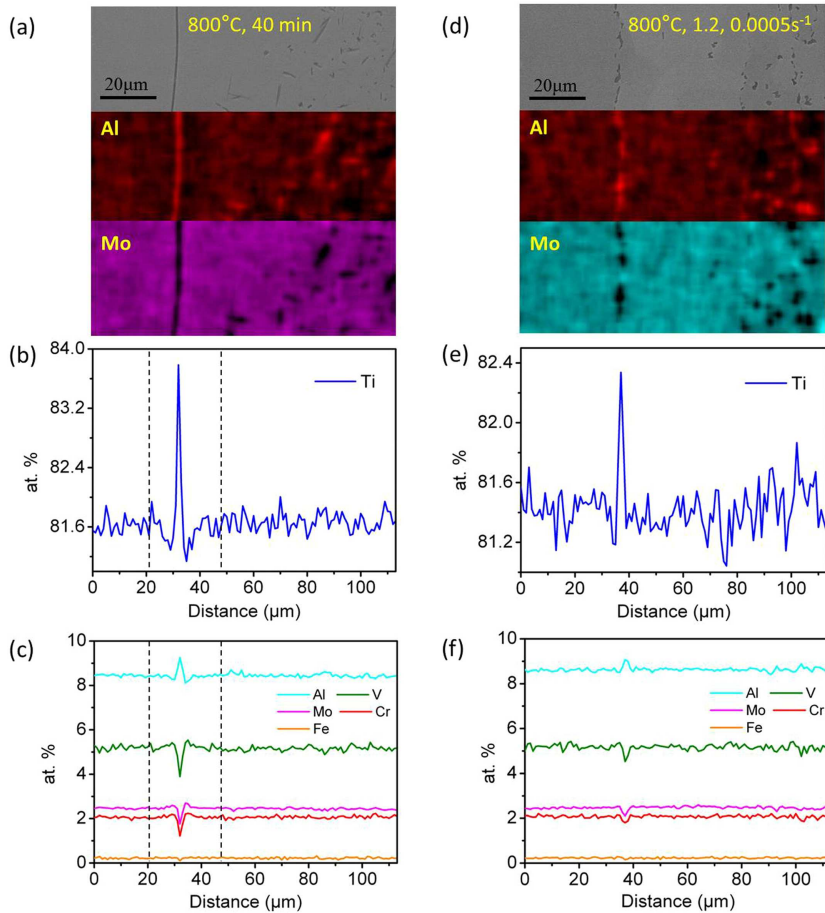 (a)
800°C, 40 min
20μm
Al
Mo
(b)
84.0
83.2
82.4
81.6
at. %
Ti
0 20 40 60 80 100
Distance (μm)
(c)
10
8
6
4
2
0
at. %
Al V
Mo Cr
Fe
0 20 40 60 80 100
Distance (μm)
(d)
800°C, 1.2, 0.0005s⁻¹
20μm
Al
Mo
(e)
82.4
82.0
81.6
81.2
at. %
Ti
0 20 40 60 80 100
Distance (μm)
(f)
10
8
6
4
2
0
at. %
Al V
Mo Cr
Fe
0 20 40 60 80 100
Distance (μm)